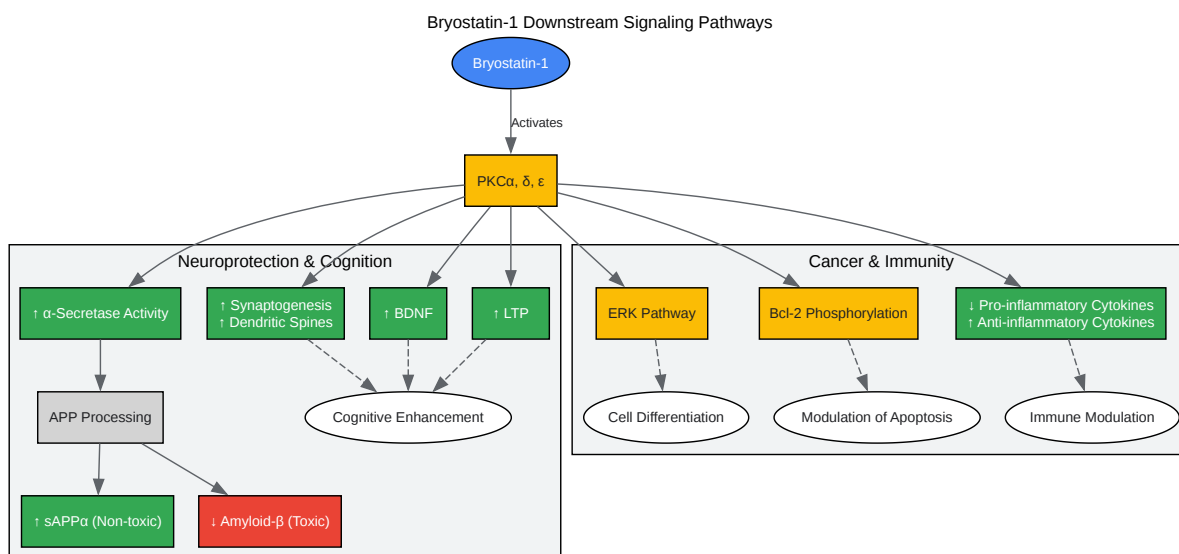 Bryostatin-1 Downstream Signaling Pathways
Bryostatin-1
Activates
PKCα, δ, ε
Neuroprotection & Cognition
Cancer & Immunity
↑ α-Secretase Activity
↑ Synaptogenesis
↑ Dendritic Spines
↑ BDNF
↑ LTP
ERK Pathway
Bcl-2 Phosphorylation
↓ Pro-inflammatory Cytokines
↑ Anti-inflammatory Cytokines
APP Processing
Cognitive Enhancement
Cell Differentiation
Modulation of Apoptosis
Immune Modulation
↑ sAPPα (Non-toxic)
↓ Amyloid-β (Toxic)